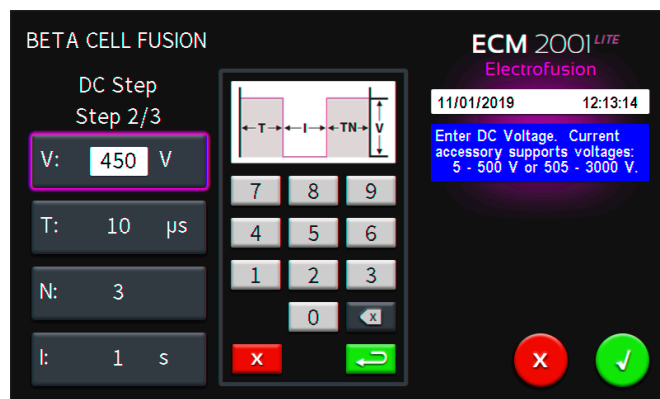 BETA CELL FUSION
DC Step
Step 2/3
V: 450 V
T: 10 µs
N: 3
I: 1 s
T I TN V
7 8 9
4 5 6
1 2 3
0 x
x
ECM 2001 LITE
Electrofusion
11/01/2019 12:13:14
Enter DC Voltage. Current
accessory supports voltages:
5 - 500 V or 505 - 3000 V.
x